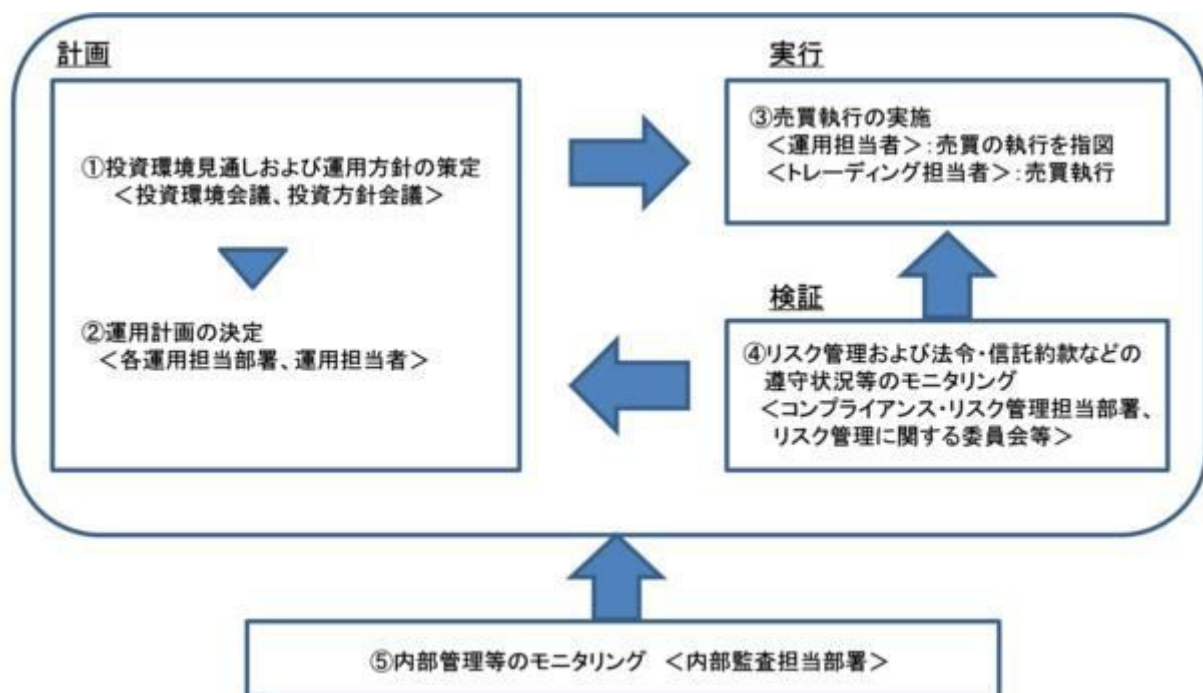 計画
①投資環境見通しおよび運用方針の策定
＜投資環境会議、投資方針会議＞
②運用計画の決定
＜各運用担当部署、運用担当者＞
実行
③売買執行の実施
＜運用担当者＞：売買の執行を指図
＜トレーディング担当者＞：売買執行
検証
④リスク管理および法令・信託約款などの
遵守状況等のモニタリング
＜コンプライアンス・リスク管理担当部署、
リスク管理に関する委員会等＞
⑤内部管理等のモニタリング　＜内部監査担当部署＞